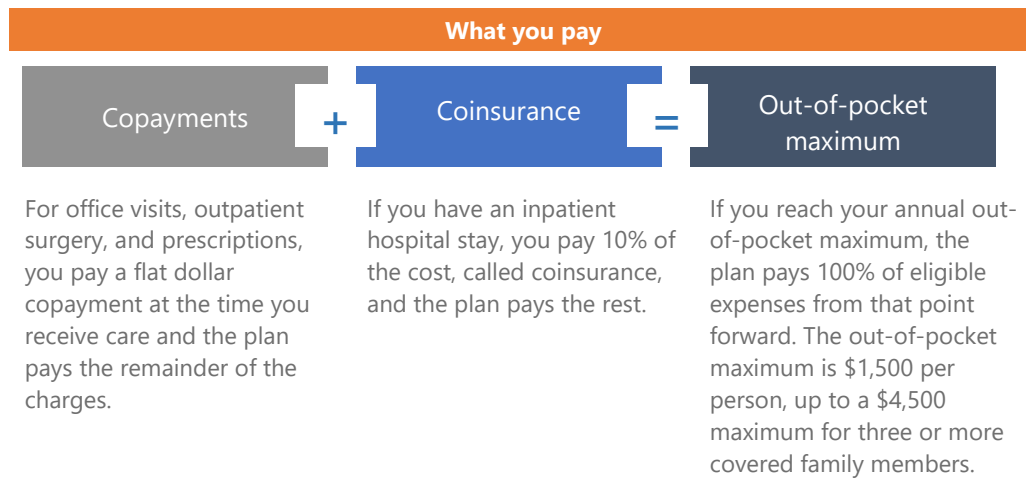 What you pay
Copayments
+
Coinsurance
=
Out-of-pocket
maximum
For office visits, outpatient
surgery, and prescriptions,
you pay a flat dollar
copayment at the time you
receive care and the plan
pays the remainder of the
charges.
If you have an inpatient
hospital stay, you pay 10% of
the cost, called coinsurance,
and the plan pays the rest.
If you reach your annual out-
of-pocket maximum, the
plan pays 100% of eligible
expenses from that point
forward. The out-of-pocket
maximum is $1,500 per
person, up to a $4,500
maximum for three or more
covered family members.